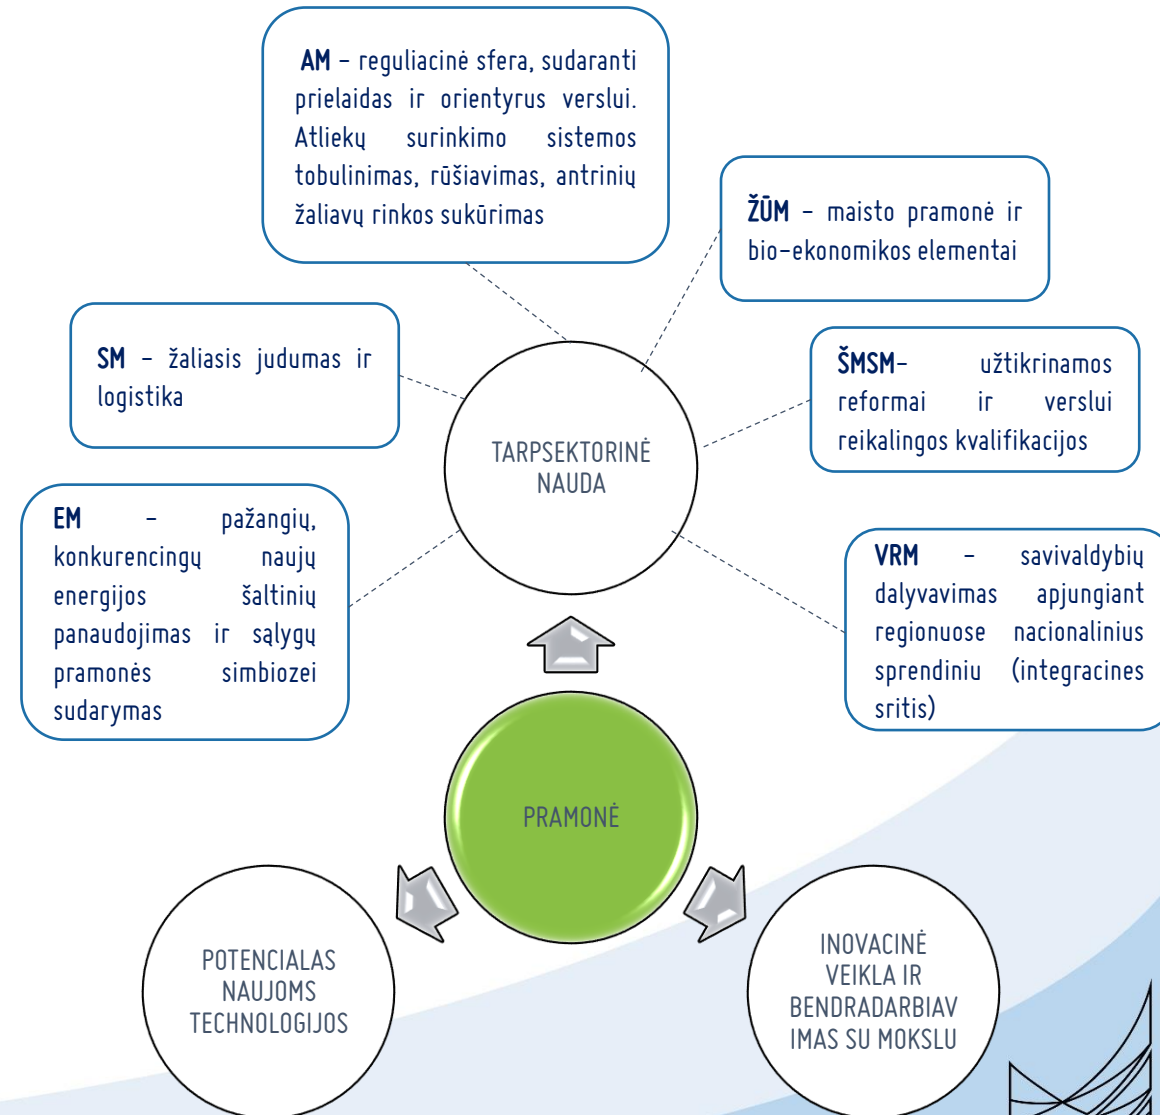 AM – reguliacinė sfera, sudaranti
prielaidas ir orientyrus verslui.
Atliekų surinkimo sistemos
tobulinimas, rūšiavimas, antrinių
žaliavų rinkos sukūrimas
ŽŪM – maisto pramonė ir
bio-ekonomikos elementai
SM – žaliasis judumas ir
logistika
ŠMSM– užtikrinamos
reformai ir verslui
reikalingos kvalifikacijos
TARPSEKTORINĖ
NAUDA
EM – pažangių,
konkurencingų naujų
energijos šaltinių
panaudojimas ir sąlygų
pramonės simbiozei
sudarymas
VRM – savivaldybių
dalyvavimas apjungiant
regionuose nacionalinius
sprendiniu (integracines
sritis)
PRAMONĖ
POTENCIALAS
NAUJOMS
TECHNOLOGIJOS
INOVACINĖ
VEIKLA IR
BENDRADARBIAV
IMAS SU MOKSLU